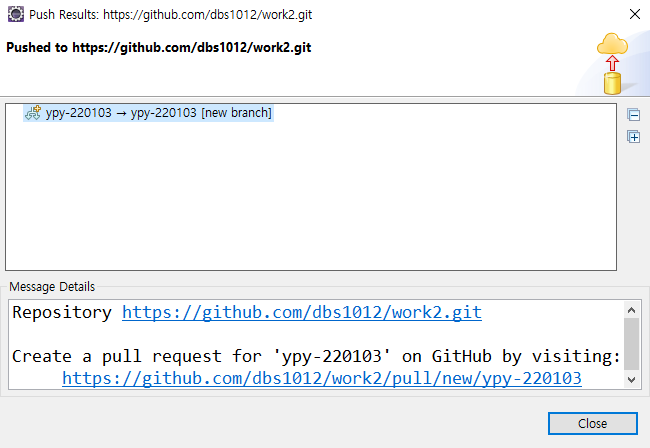 Push Results: https://github.com/dbs1012/work2.git
Pushed to https://github.com/dbs1012/work2.git
ypy-220103 → ypy-220103 [new branch]
Message Details
Repository https://github.com/dbs1012/work2.git
Create a pull request for 'ypy-220103' on GitHub by visiting:
https://github.com/dbs1012/work2/pull/new/ypy-220103
Close